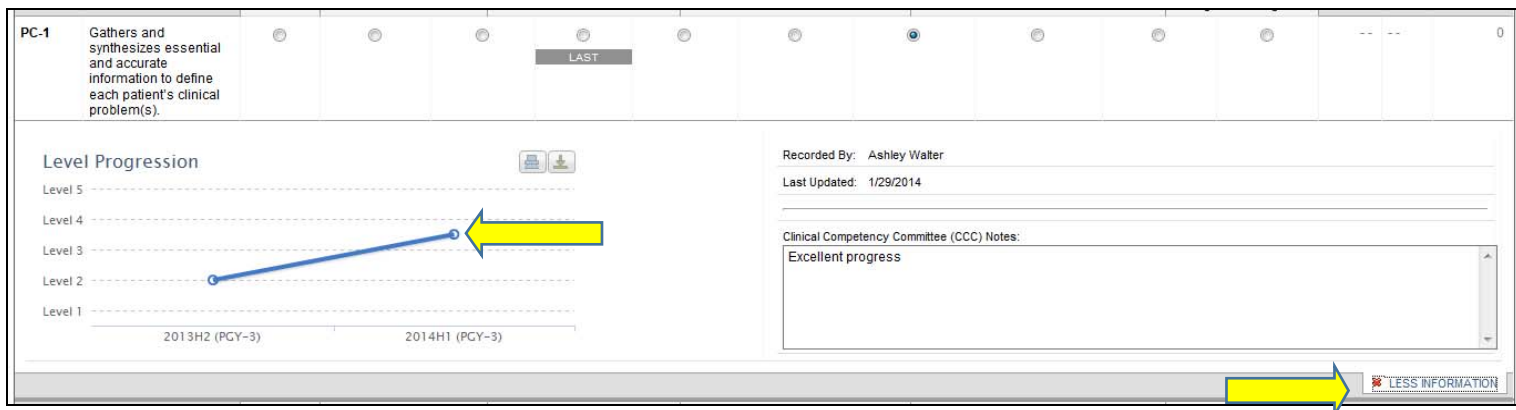 PC-1
Gathers and
synthesizes essential
and accurate
information to define
each patient's clinical
problem(s).
LAST
-- --
0
Level Progression
Level 5
Level 4
Level 3
Level 2
Level 1
2013H2 (PGY-3)
2014H1 (PGY-3)
Recorded By: Ashley Walter
Last Updated: 1/29/2014
Clinical Competency Committee (CCC) Notes:
Excellent progress
LESS INFORMATION